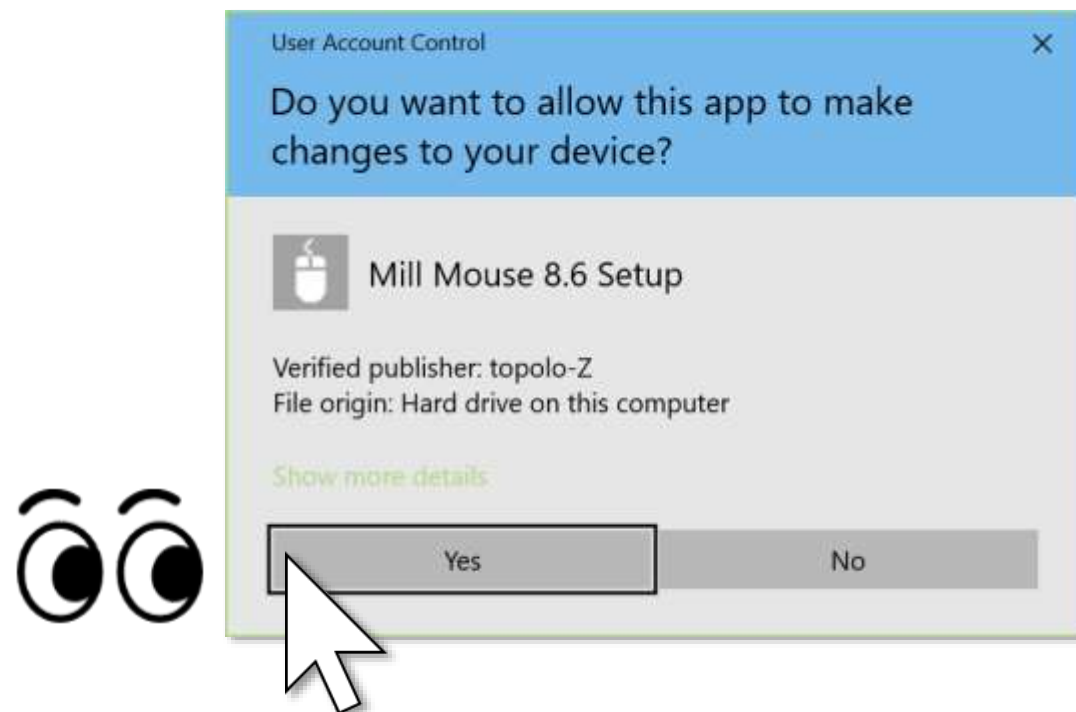 User Account Control
Do you want to allow this app to make
changes to your device?
Mill Mouse 8.6 Setup
Verified publisher: topolo-Z
File origin: Hard drive on this computer
Show more details
Yes No